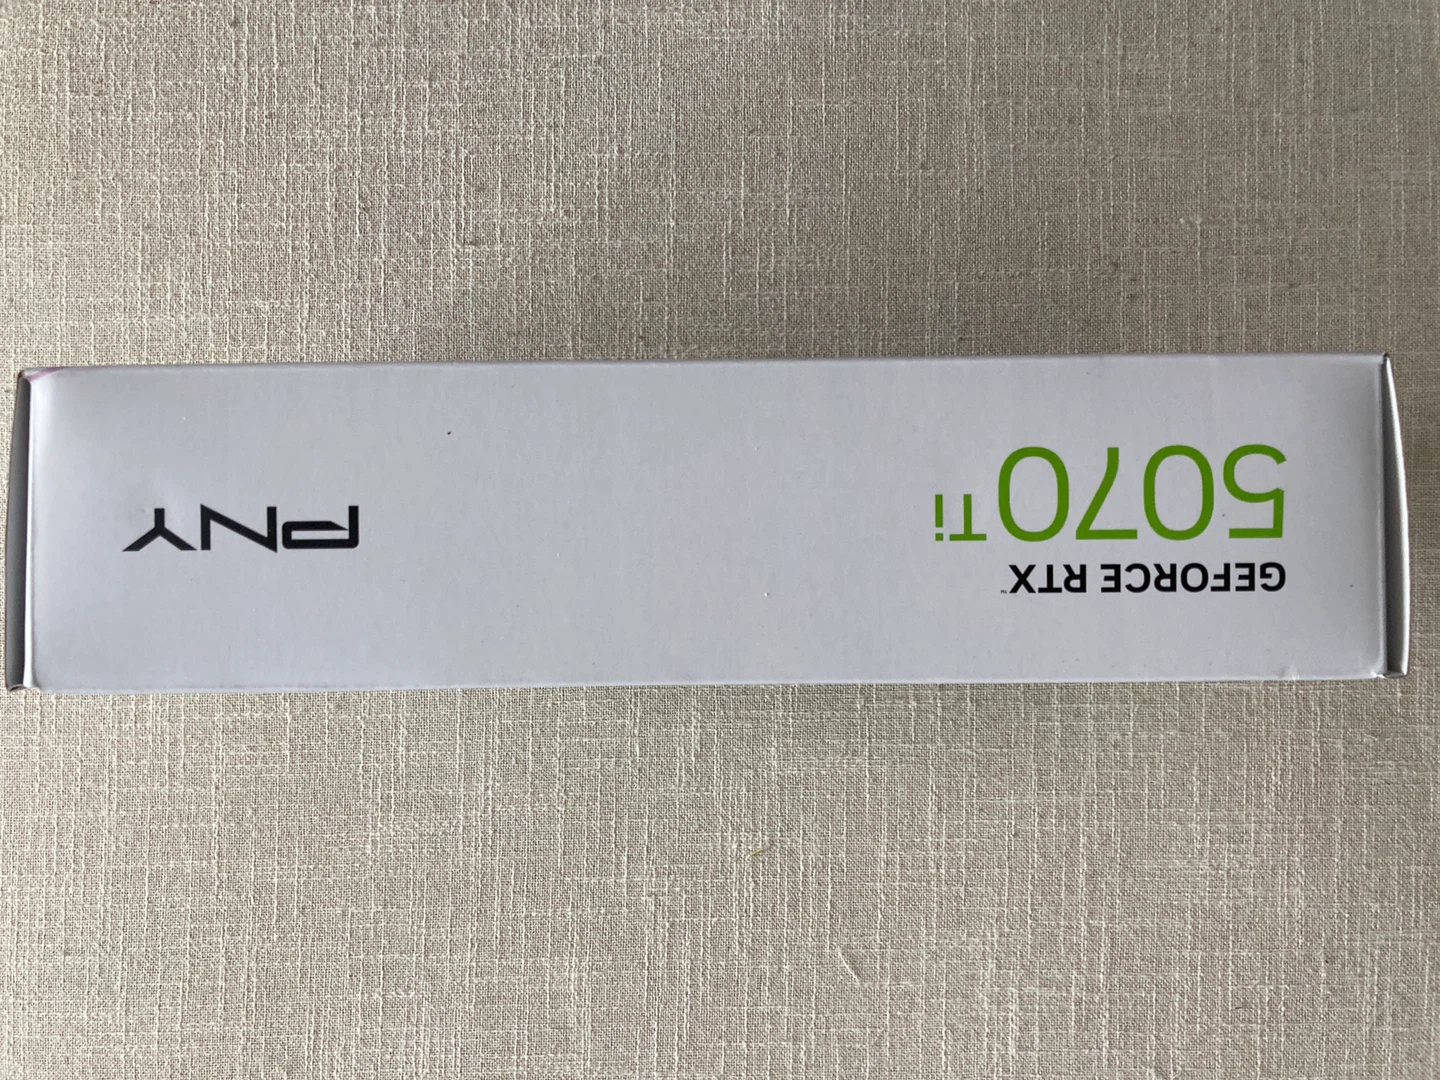 GEFORCE RTX™
5070 Ti
PNY